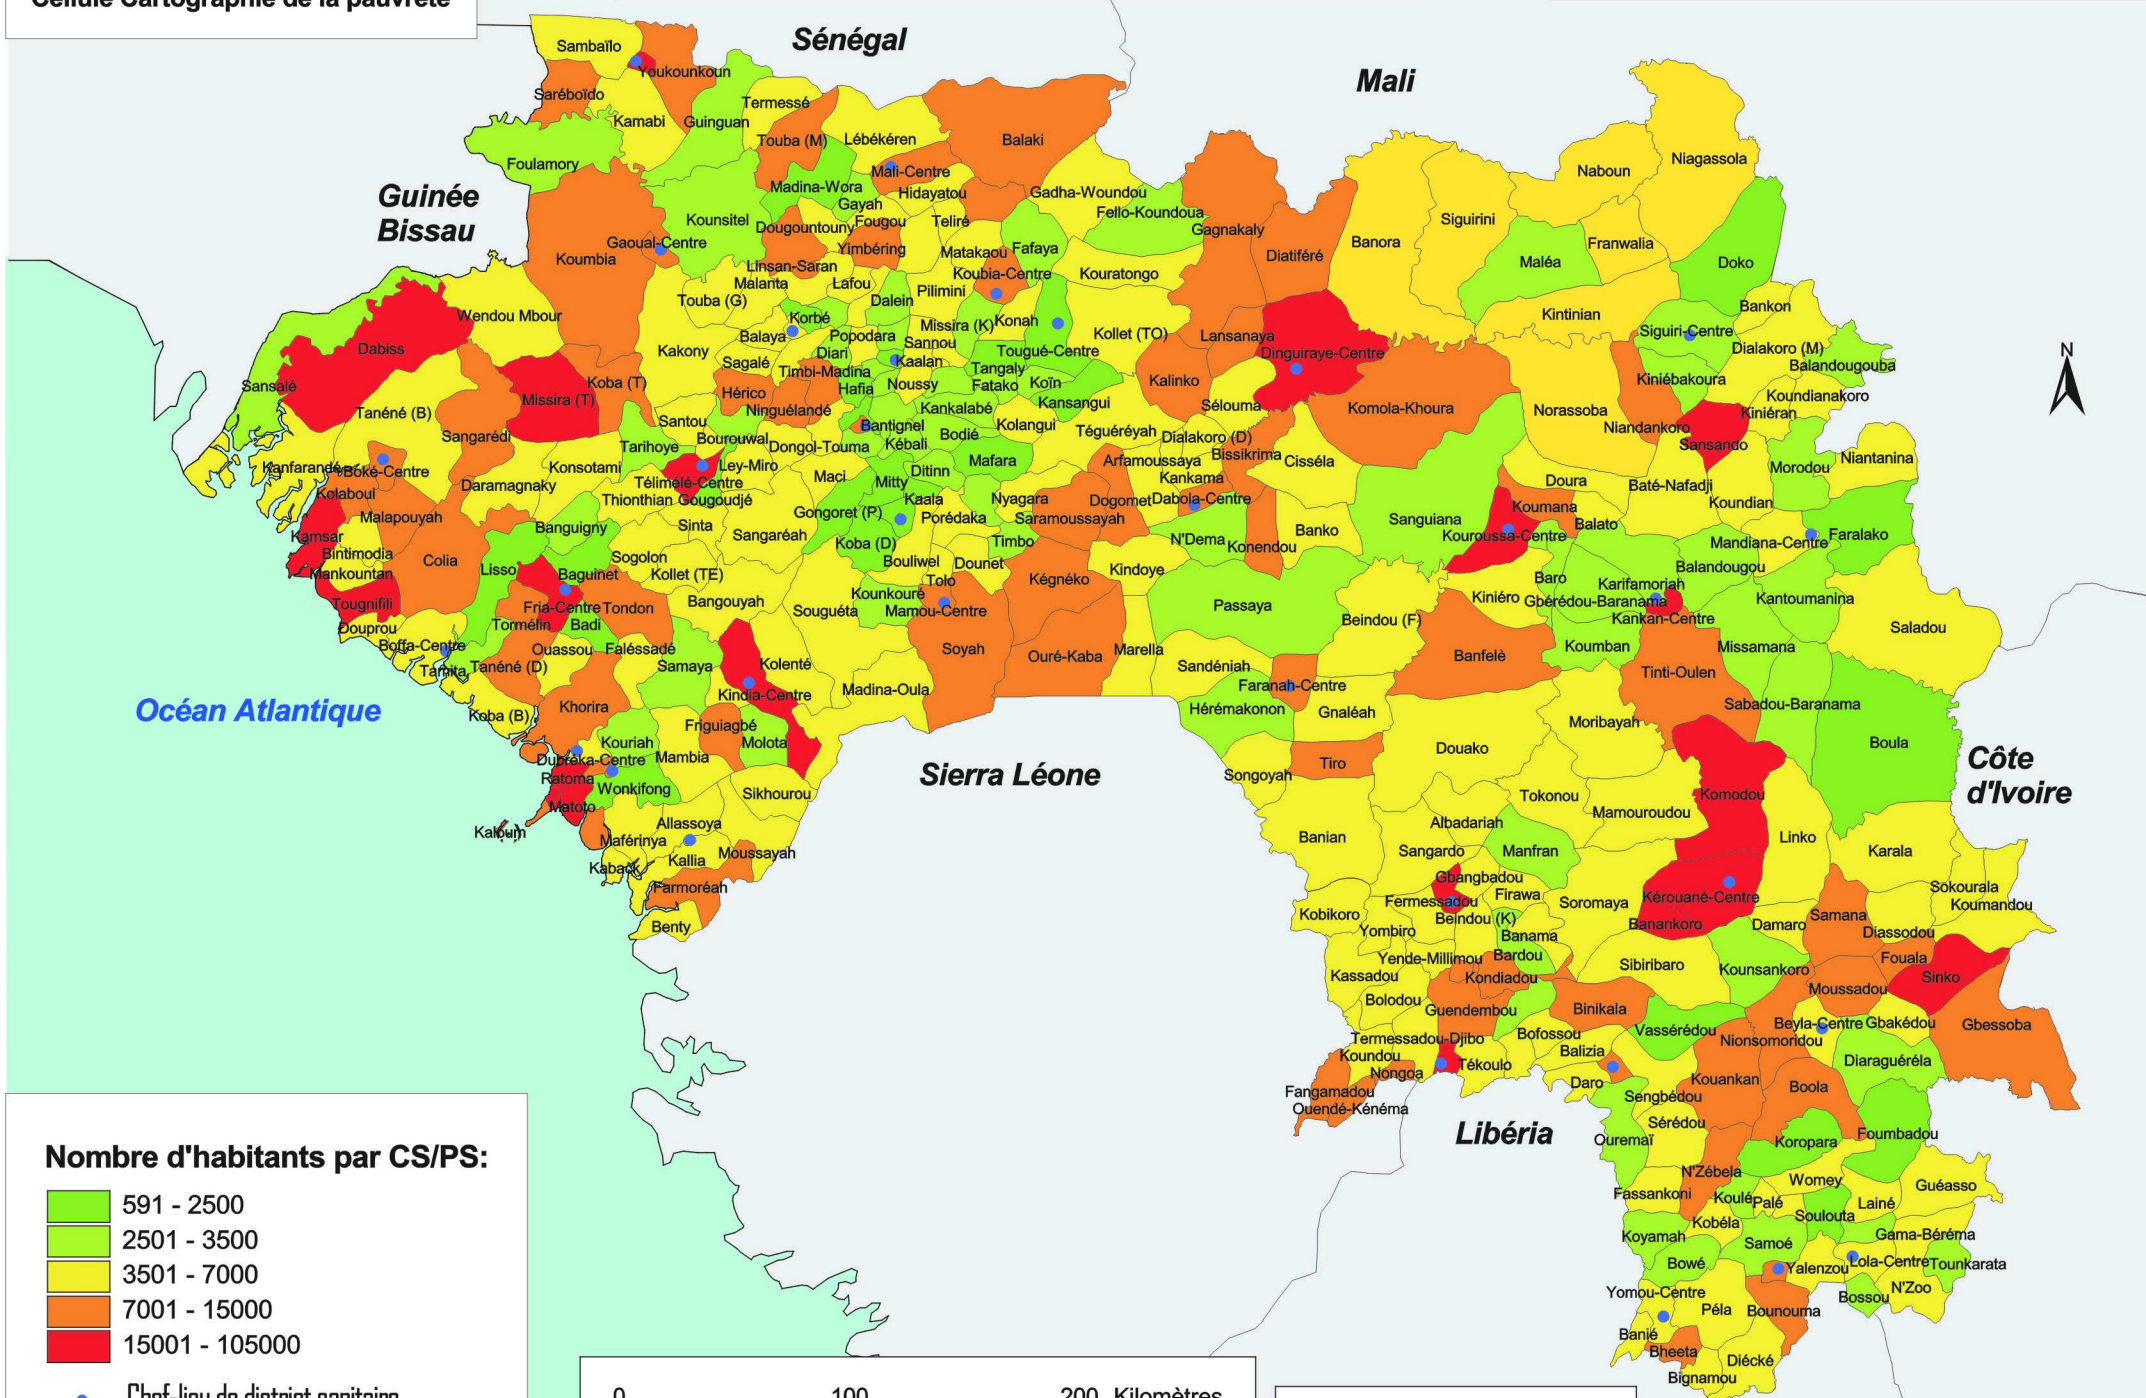 Cellule Cartographie de la pauvreté
Sénégal
Mali
Guinée
Bissau
Océan Atlantique
Sierra Léone
Libéria
Côte
d'Ivoire
N
Sambaïlo
Youkounkoun
Saréboïdo
Kamabi
Guinguan
Termessé
Touba (M)
Lébékéren
Balaki
Foulamory
Mali-Centre
Madina-Wora
Hidayatou
Gadha-Woundou
Gayah
Fello-Koundoua
Kounsitel
Dougountouny
Fougou
Teliré
Gagnakaly
Siguirini
Naboun
Niagassola
Gaoual-Centre
Koumbia
Yimbéring
Matakaou
Fafaya
Diatiféré
Banora
Franwalia
Maléa
Doko
Linsan-Saran
Malanta
Lafou
Koubia-Centre
Kouratongo
Pilimini
Touba (G)
Dalein
Wendou Mbour
Korbé
Missira (K)
Konah
Kintinian
Bankon
Balaya
Popodara
Sannou
Kollet (TO)
Lansanaya
Siguiri-Centre
Dabiss
Kakony
Diari
Kaalan
Tougué-Centre
Dinguiraye-Centre
Dialakoro (M)
Sagalé
Timbi-Madina
Tangaly
Balandougouba
Sansalé
Koba (T)
Hafia
Noussy
Fatako
Koïn
Kalinko
Kiniébakoura
Hérico
Missira (T)
Kansangui
Sélouma
Komola-Khoura
Norassoba
Koundianakoro
Tanéné (B)
Ninguélandé
Kankalabé
Kiniéran
Santou
Bantignel
Kolangui
Téguéréyah
Dialakoro (D)
Niandankoro
Sangarédi
Tarihoye
Bourouwal
Dongol-Touma
Kébali
Bodié
Bissikrima
Sansando
Kanfarandé
Boké-Centre
Konsotami
Ley-Miro
Ditinn
Mafara
Arfamoussaya
Cisséla
Morodou
Niantanina
Kolaboui
Daramagnaky
Télimelé-Centre
Maci
Mitty
Kankama
Doura
Baté-Nafadji
Thionthian
Gougoudjé
Kaala
Nyagara
Dogomet
Dabola-Centre
Koumana
Koundian
Malapouyah
Banguigny
Sinta
Gongoret (P)
Porédaka
Saramoussayah
Sanguiana
Balato
Kamsar
Sangaréah
Koba (D)
Timbo
N'Dema
Konendou
Banko
Kouroussa-Centre
Mandiana-Centre
Faralako
Bintimodia
Colia
Lisso
Sogolon
Bouliwel
Dounet
Kindoye
Balandougou
Mankountan
Baguinet
Kollet (TE)
Tolo
Kégnéko
Baro
Karifamoriah
Tougnifili
Fria-Centre
Tondon
Bangouyah
Kounkouré
Souguéta
Mamou-Centre
Passaya
Kiniéro
Gbérédou-Baranama
Kantoumanina
Douprou
Tormélin
Badi
Beindou (F)
Kankan-Centre
Saladou
Boffa-Centre
Ouassou
Faléssadé
Soyah
Ouré-Kaba
Marella
Banfelè
Koumban
Missamana
Tamita
Tanéné (D)
Samaya
Kolenté
Sandéniah
Tinti-Oulen
Kindia-Centre
Madina-Oula
Faranah-Centre
Sabadou-Baranama
Koba (B)
Khorira
Hérémakonon
Gnaléah
Moribayah
Friguiagbé
Kouriah
Molota
Douako
Boula
Dubréka-Centre
Mambia
Songoyah
Tiro
Ratoma
Wonkifong
Sikhourou
Tokonou
Komodou
Matoto
Mamouroudou
Kaloum
Allassoya
Albadariah
Banian
Linko
Maférinya
Moussayah
Sangardo
Manfran
Karala
Kaback
Kallia
Gbangbadou
Farmoréah
Fermessadou
Firawa
Soromaya
Kérouané-Centre
Sokourala
Koumandou
Benty
Kobikoro
Beindou (K)
Banankoro
Damaro
Samana
Yombiro
Banama
Diassodou
Yende-Millimou
Bardou
Sibiribaro
Kounsankoro
Fouala
Kassadou
Kondiadou
Moussadou
Sinko
Bolodou
Guendembou
Binikala
Vassérédou
Beyla-Centre
Gbakédou
Gbessoba
Termessadou-Djibo
Bofossou
Nionsomoridou
Koundou
Balizia
Diaraguéréla
Nongoa
Tékoulo
Kouankan
Fangamadou
Daro
Boola
Ouendé-Kénéma
Sengbédou
Sérédou
Ouremaï
Koropara
Foumbadou
N'Zébela
Womey
Guéasso
Fassankoni
Koulé
Palé
Lainé
Kobéla
Soulouta
Koyamah
Samoé
Gama-Béréma
Bowé
Yalenzou
Lola-Centre
Tounkarata
Yomou-Centre
Bossou
N'Zoo
Péla
Bounouma
Banié
Bheeta
Diécké
Bignamou
Nombre d'habitants par CS/PS:
591 - 2500
2501 - 3500
3501 - 7000
7001 - 15000
15001 - 105000
Chef-lieu de district sanitaire
0 100 200 Kilomètres